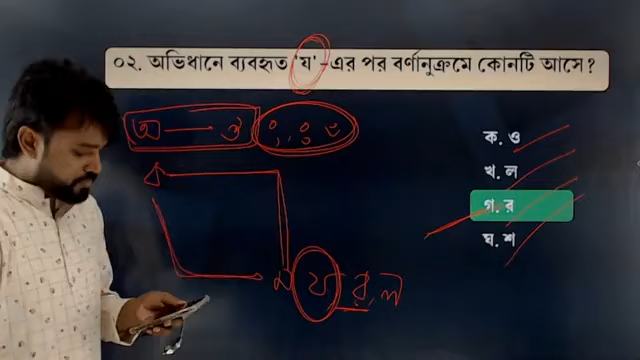 ০২. অভিধানে ব্যবহৃত 'য'-এর পর বর্ণানুক্রমে কোনটি আসে?
ক. ও
খ. ল
গ. র
ঘ. শ
অ — ঔ ং ঃ ঁ
ক
ম য র, ল